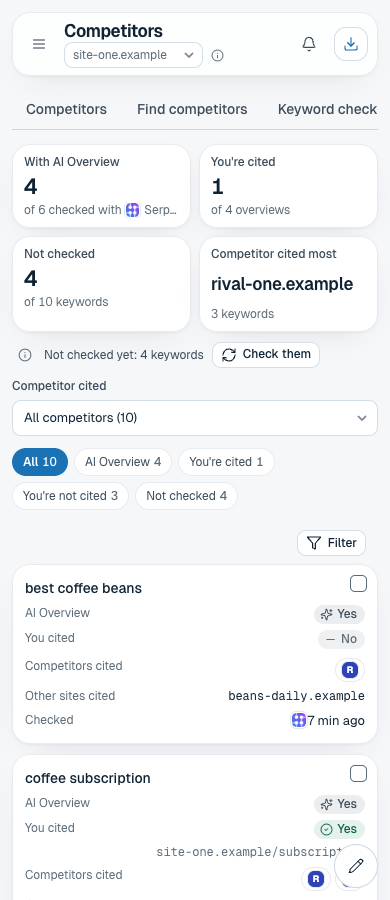 Competitors
site-one.example
Competitors Find competitors Keyword check
With AI Overview
4
of 6 checked with Serp...
You're cited
1
of 4 overviews
Not checked
4
of 10 keywords
Competitor cited most
rival-one.example
3 keywords
Not checked yet: 4 keywords Check them
Competitor cited
All competitors (10)
All 10 AI Overview 4 You're cited 1
You're not cited 3 Not checked 4
Filter
best coffee beans
AI Overview Yes
You cited No
Competitors cited R
Other sites cited beans-daily.example
Checked 7 min ago
coffee subscription
AI Overview Yes
You cited Yes
site-one.example/subscript
Competitors cited R